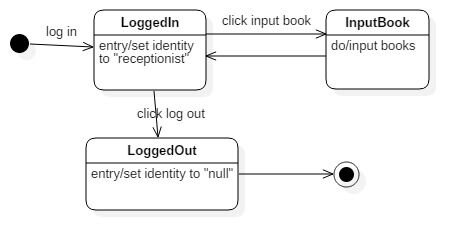 log in
LoggedIn
entry/set identity
to "receptionist"
click input book
InputBook
do/input books
click log out
LoggedOut
entry/set identity to "null"